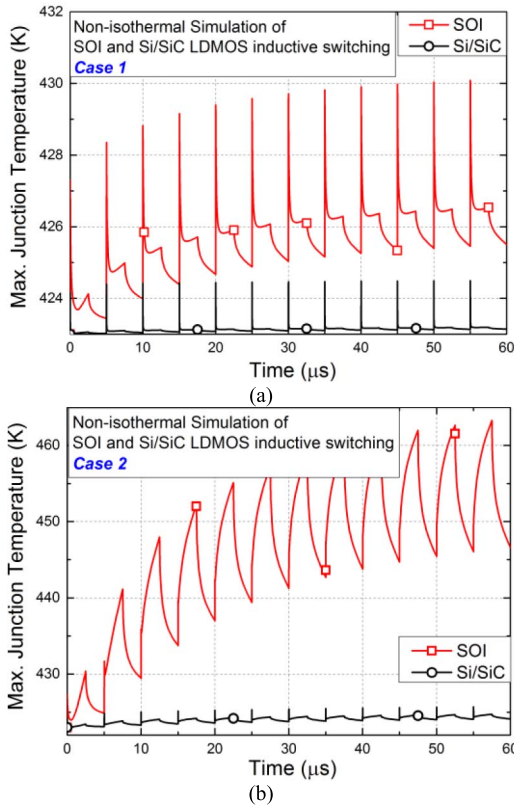 Max. Junction Temperature (K)
432
430
428
426
424
Non-isothermal Simulation of
SOI and Si/SiC LDMOS inductive switching
Case 1
SOI
Si/SiC
0 10 20 30 40 50 60
Time (μs)
(a)
Max. Junction Temperature (K)
460
450
440
430
Non-isothermal Simulation of
SOI and Si/SiC LDMOS inductive switching
Case 2
SOI
Si/SiC
0 10 20 30 40 50 60
Time (μs)
(b)